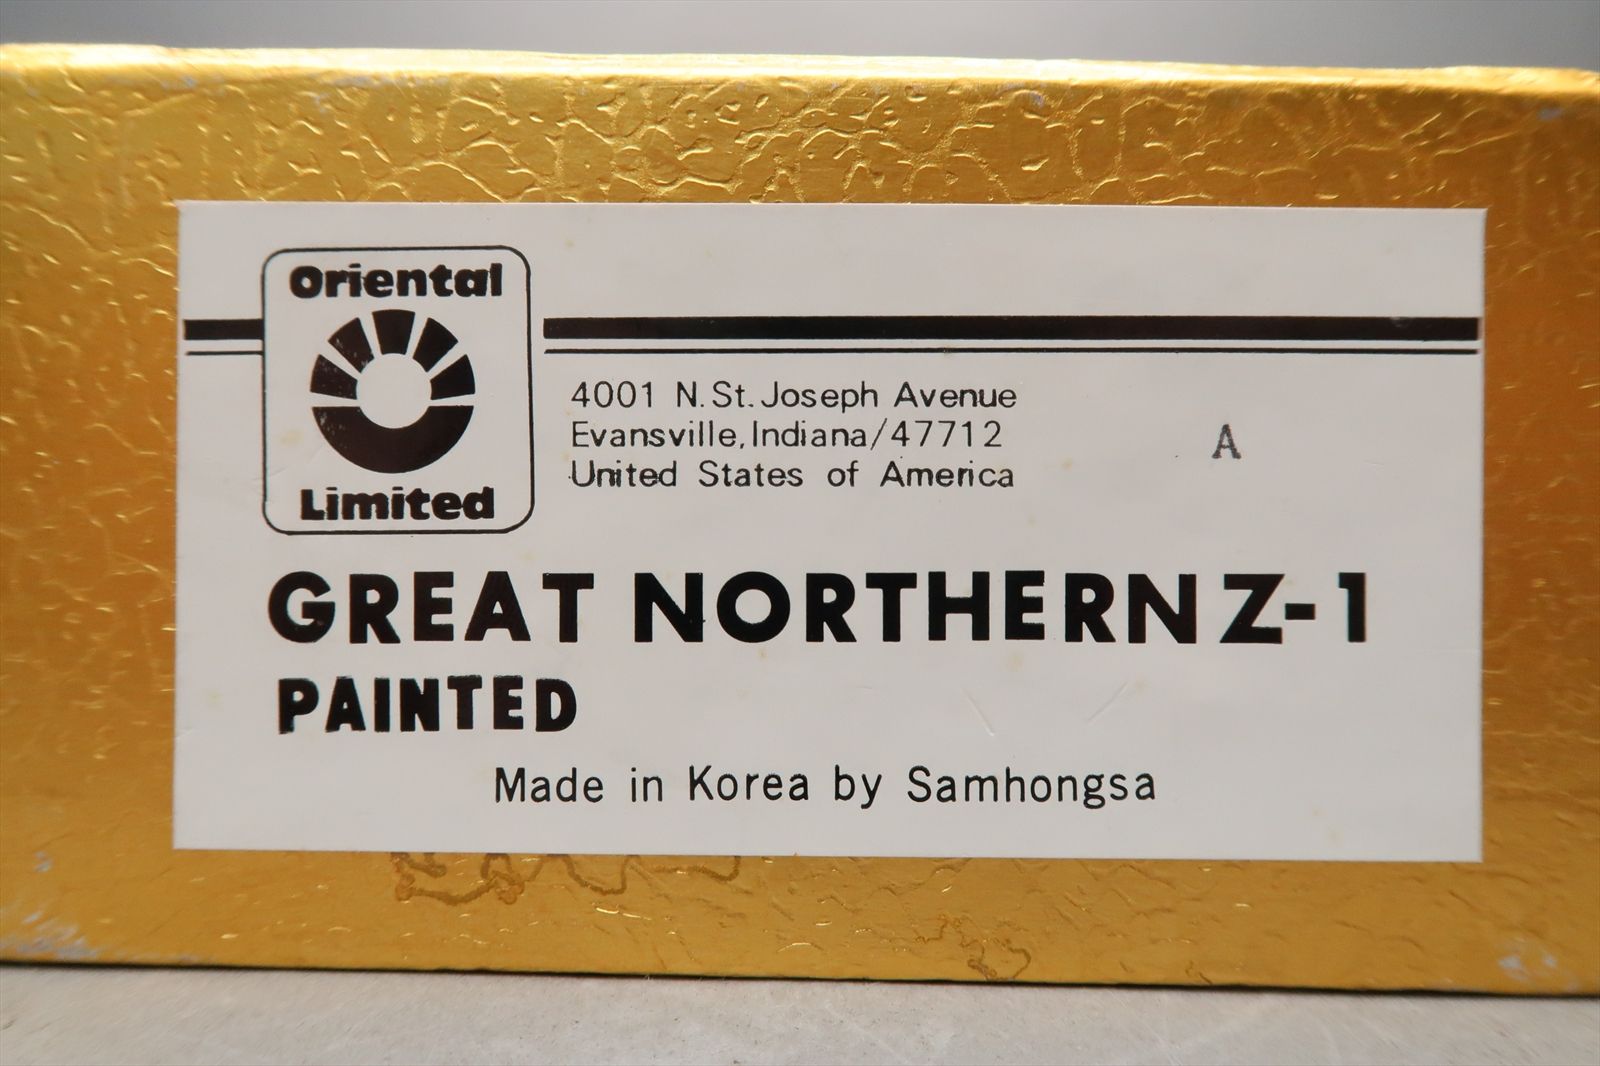 Oriental
Limited
4001 N.St.Joseph Avenue
Evansville,Indiana/47712
United States of America
A
GREAT NORTHERN Z-1
PAINTED
Made in Korea by Samhongsa